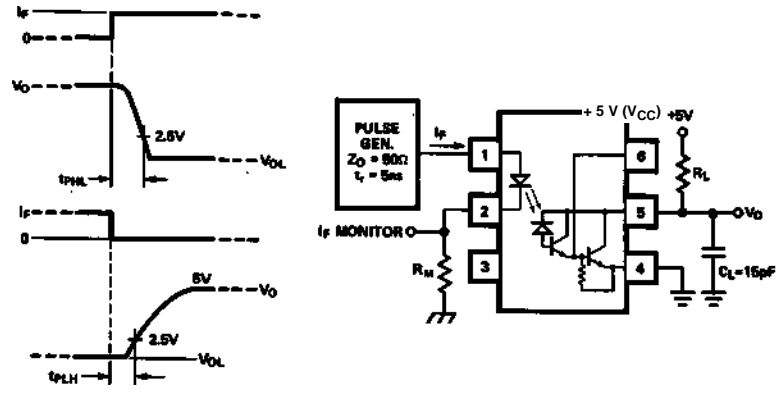 IF
0
VO
2.5V
VOL
tPHL
IF
0
5V
VO
2.5V
VOL
tPLH
PULSE
GEN.
ZO = 50Ω
tr = 5ns
IF
IF MONITOR
RM
+ 5 V (VCC)
+5V
1
2
3
6
5
4
RL
VO
CL=15pF